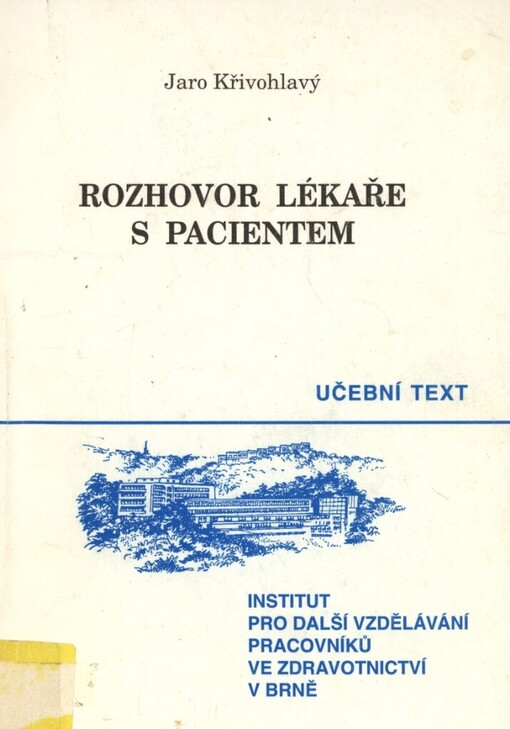 Jaro Křivohlavý
ROZHOVOR LÉKAŘE
S PACIENTEM
UČEBNÍ TEXT
INSTITUT
PRO DALŠÍ VZDĚLÁVÁNÍ
PRACOVNÍKŮ
VE ZDRAVOTNICTVÍ
V BRNĚ